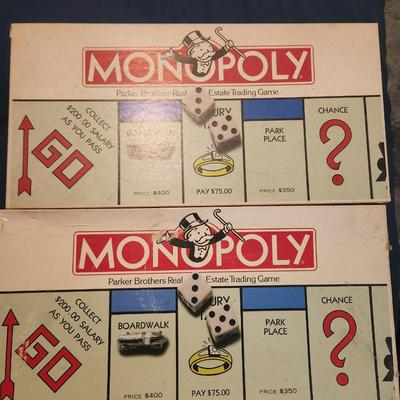 MONOPOLY
Parker Brothers Real Estate Trading Game
COLLECT
$200.00 SALARY
AS YOU PASS
GO
PRICE $400
URY
PAY $75.00
PARK
PLACE
PRICE $350
CHANCE
?
MONOPOLY
Parker Brothers Real Estate Trading Game
COLLECT
$200.00 SALARY
AS YOU PASS
GO
BOARDWALK
PRICE $400
URY
PAY $75.00
PARK
PLACE
PRICE $350
CHANCE
?